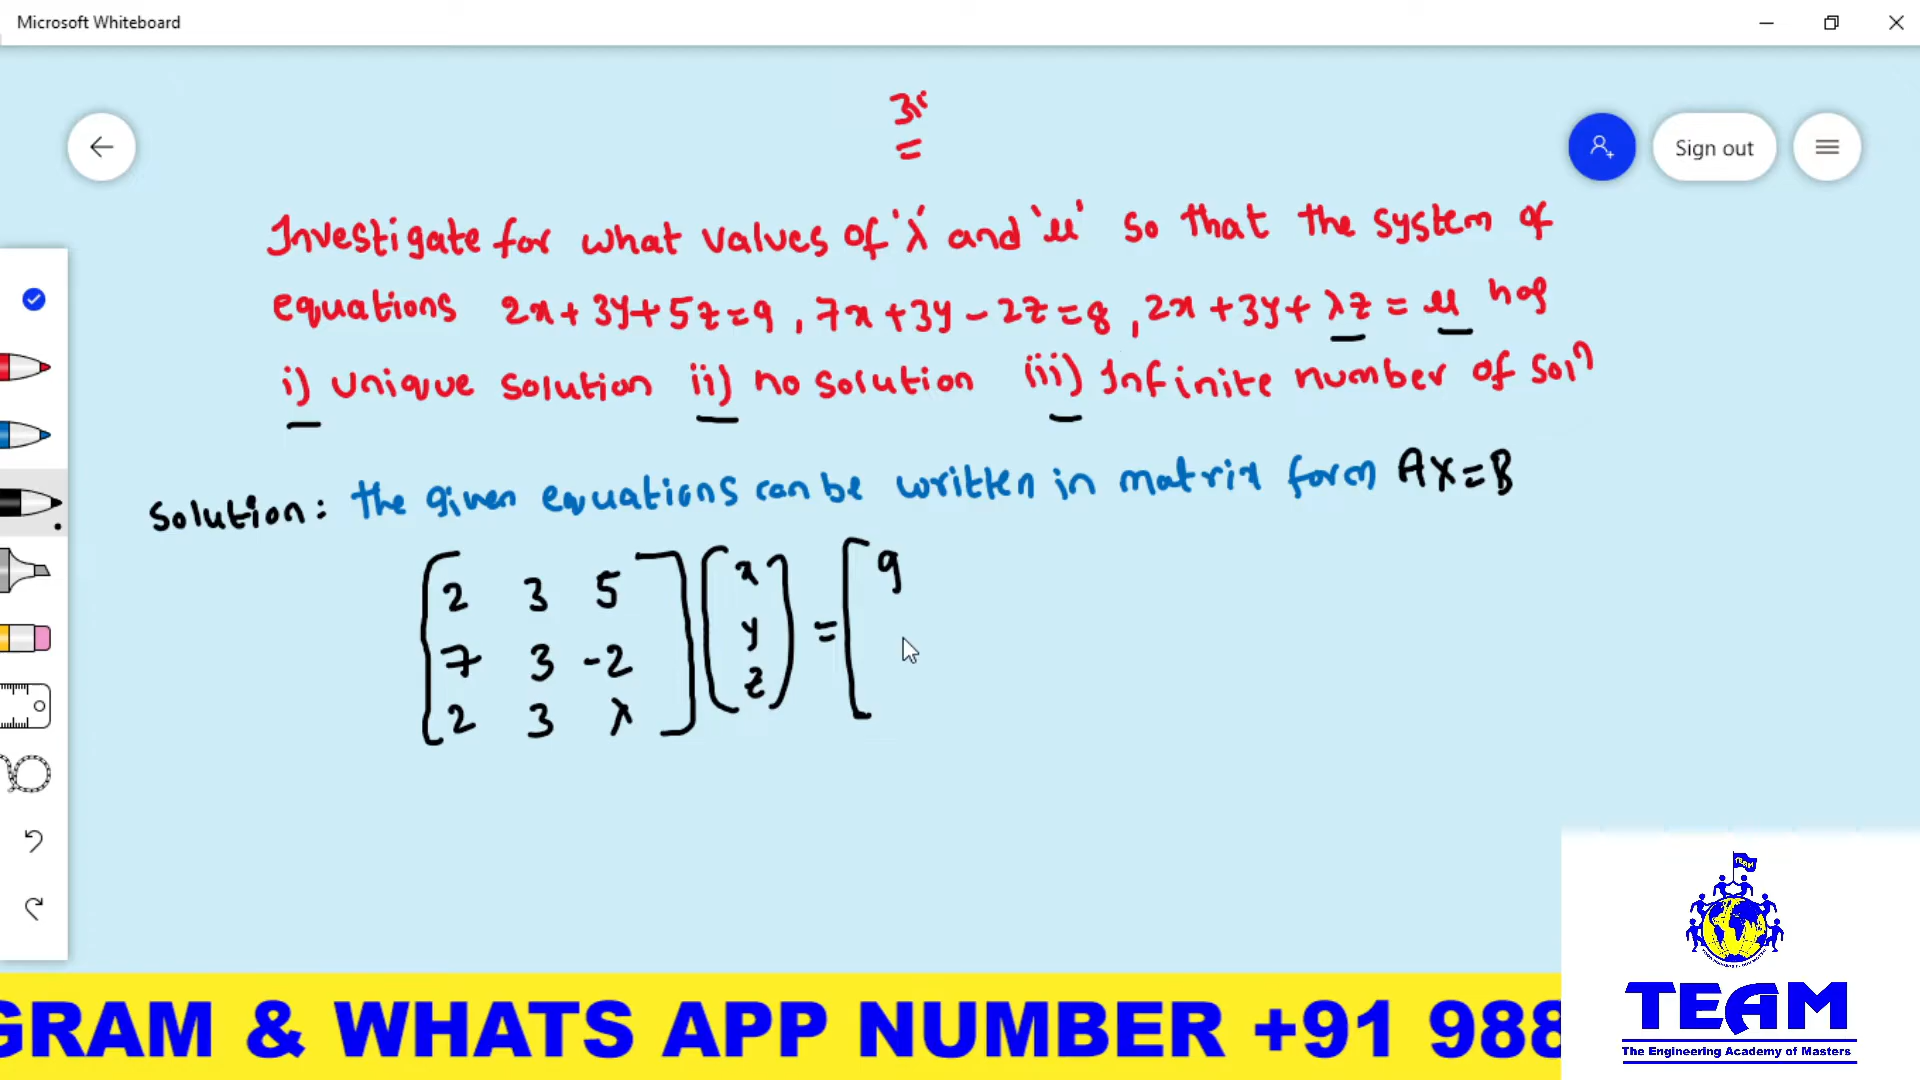 Microsoft Whiteboard
Sign out
Investigate for what values of 'λ' and 'μ' so that the system of
equations 2x + 3y + 5z = 9, 7x + 3y - 2z = 8, 2x + 3y + λz = μ has
i) unique solution ii) no solution (iii) Infinite number of sol?
Solution: the given equations can be written in matrix form AX = B
2 3 5 x = 9
7 3 -2 y
2 3 λ z
TEAM
The Engineering Academy of Masters
GRAM & WHATS APP NUMBER +91 988